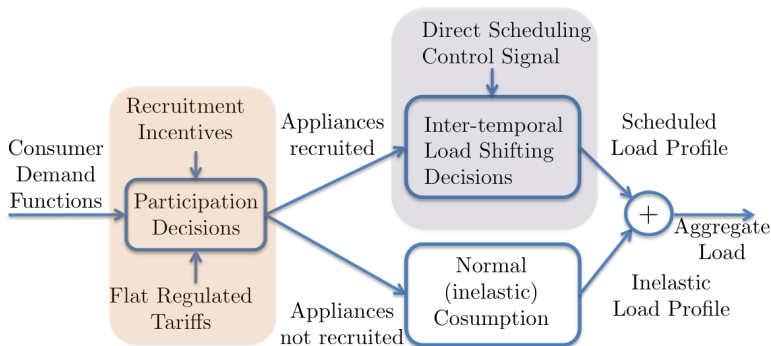 Consumer
Demand
Functions
Recruitment
Incentives
Participation
Decisions
Flat Regulated
Tariffs
Appliances
recruited
Appliances
not recruited
Direct Scheduling
Control Signal
Inter-temporal
Load Shifting
Decisions
Normal
(inelastic)
Cosumption
Scheduled
Load Profile
+
Aggregate
Load
Inelastic
Load Profile